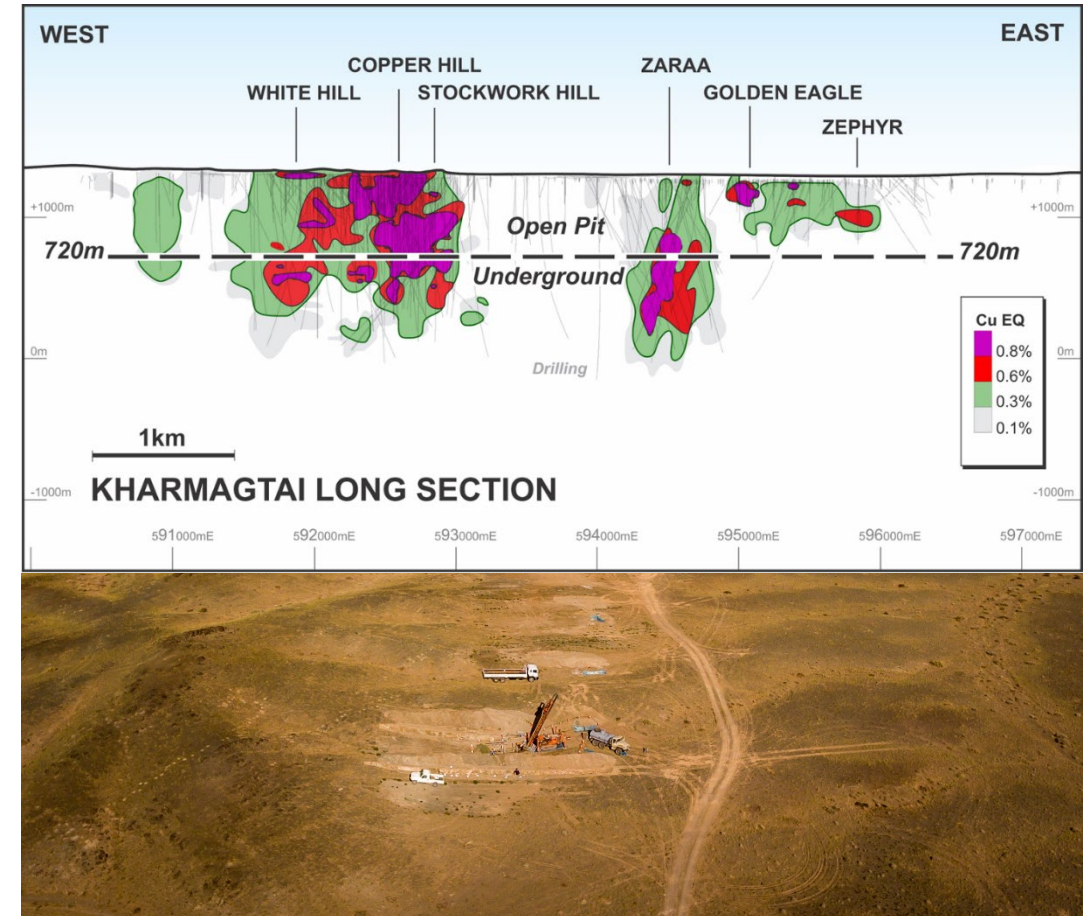 WEST
EAST
COPPER HILL
ZARAA
WHITE HILL
STOCKWORK HILL
GOLDEN EAGLE
ZEPHYR
+1000m
Open Pit
+1000m
720m
720m
Underground
Cu EQ
0.8%
0m
0.6%
0m
Drilling
0.3%
0.1%
1km
KHARMAGTAI LONG SECTION
-1000m
-1000m
591000mE
592000mE
593000mE
594000mE
595000mE
596000mE
597000mE